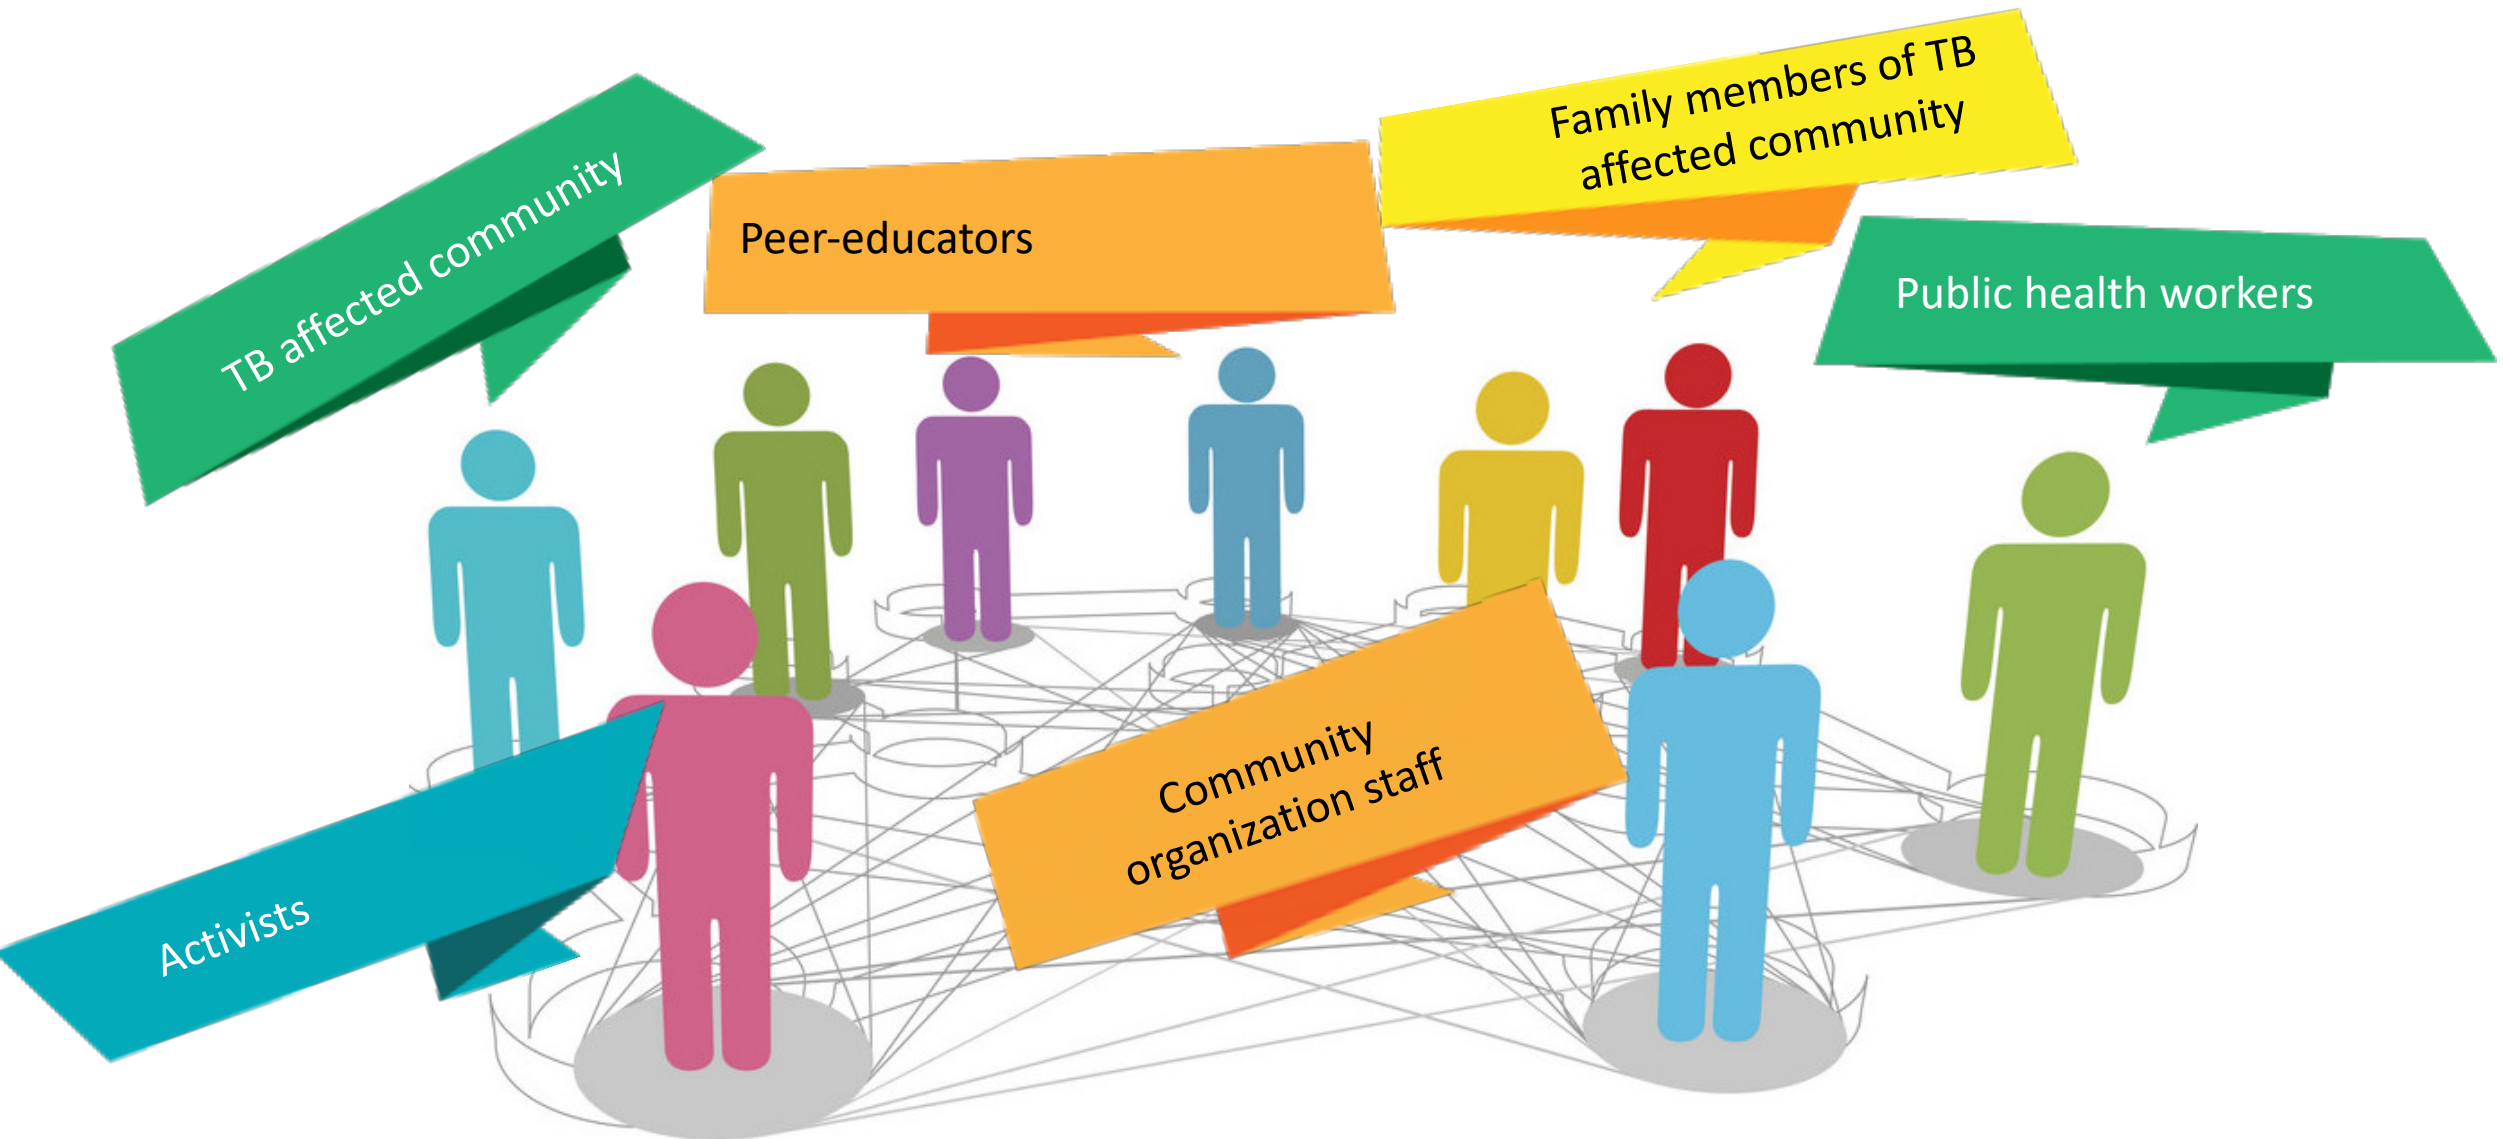 TB affected community
Peer-educators
Family members of TB
affected community
Public health workers
Community
organization staff
Activists